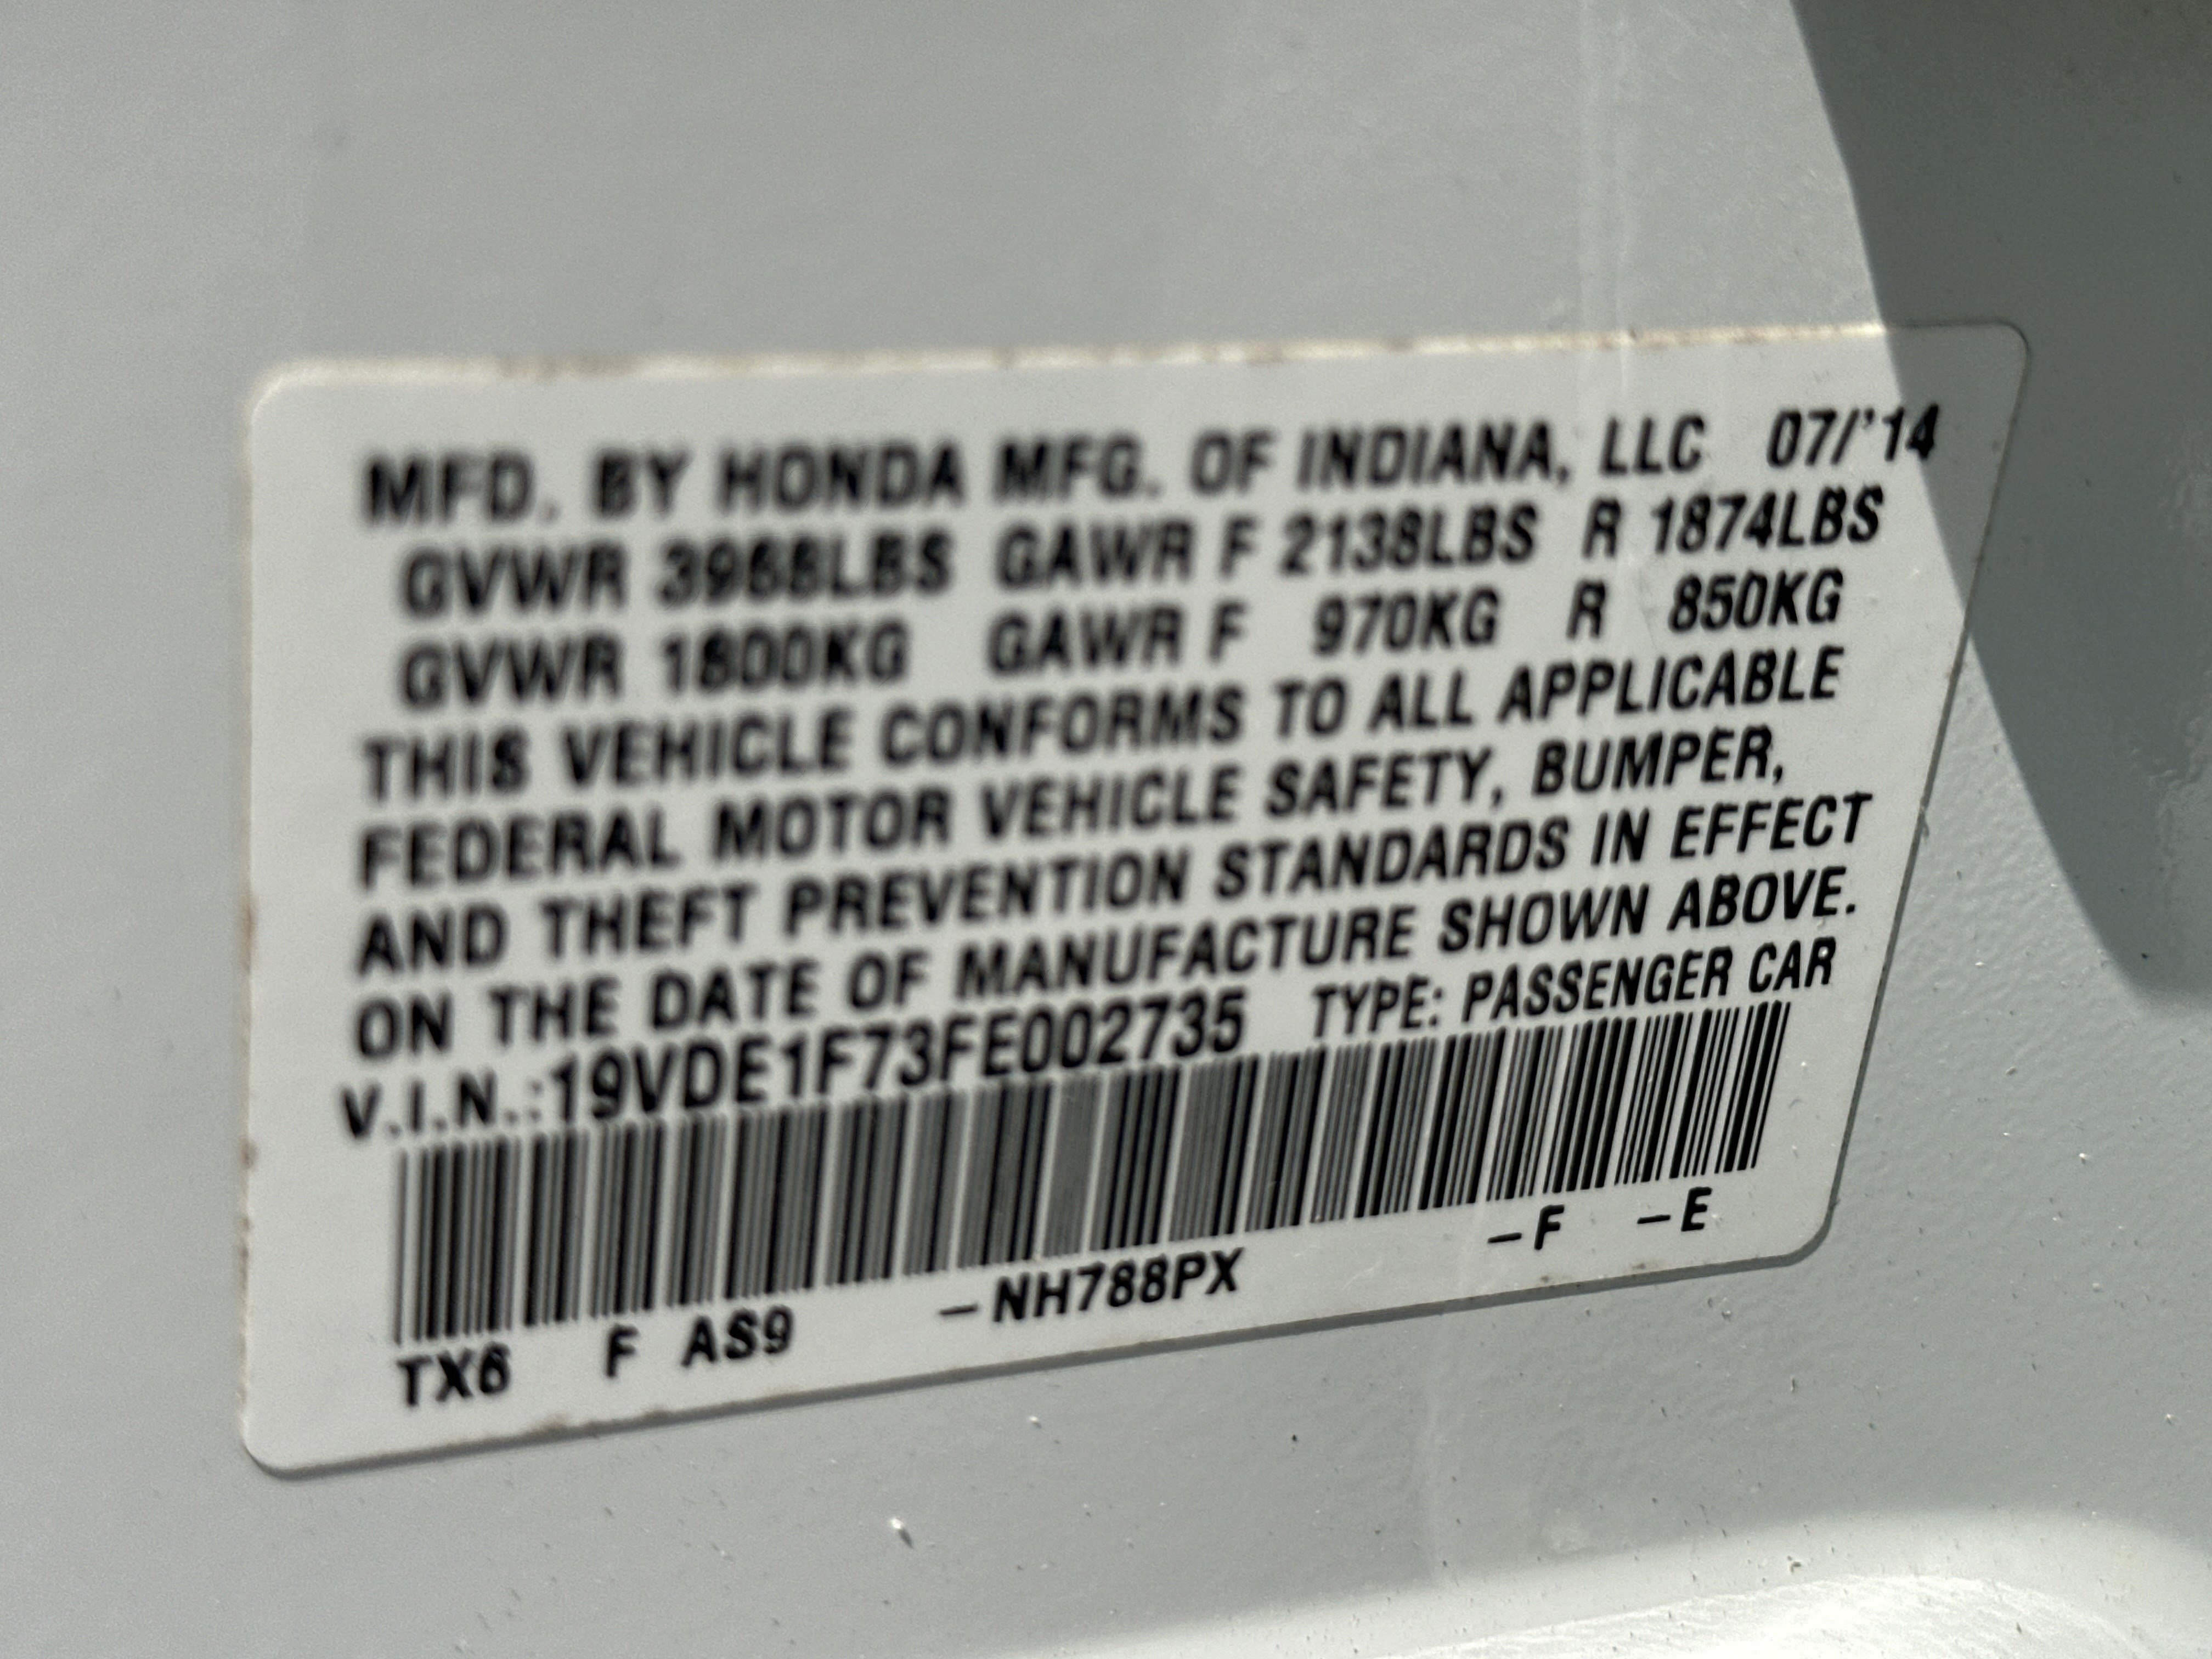 MFD. BY HONDA MFG. OF INDIANA, LLC 07/'14
GVWR 3968LBS GAWR F 2138LBS R 1874LBS
GVWR 1800KG GAWR F 970KG R 850KG
THIS VEHICLE CONFORMS TO ALL APPLICABLE
FEDERAL MOTOR VEHICLE SAFETY, BUMPER,
AND THEFT PREVENTION STANDARDS IN EFFECT
ON THE DATE OF MANUFACTURE SHOWN ABOVE.
V.I.N.:19VDE1F73FE002735 TYPE: PASSENGER CAR
TX6 F AS9 –NH788PX –F –E